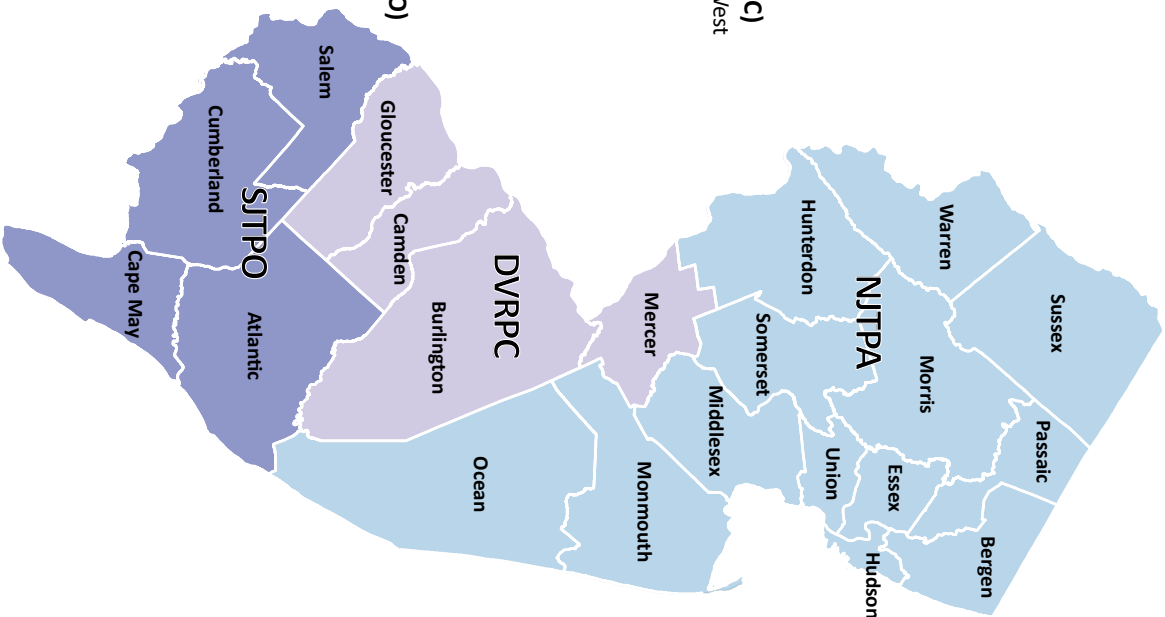 Sussex
Passaic
Bergen
Warren
Morris
Essex
Hudson
NJTPA
Union
Hunterdon
Somerset
C)
West
Middlesex
Mercer
Monmouth
DVRPC
Ocean
Burlington
Camden
Gloucester
O)
Salem
SJTPO
Atlantic
Cumberland
Cape May